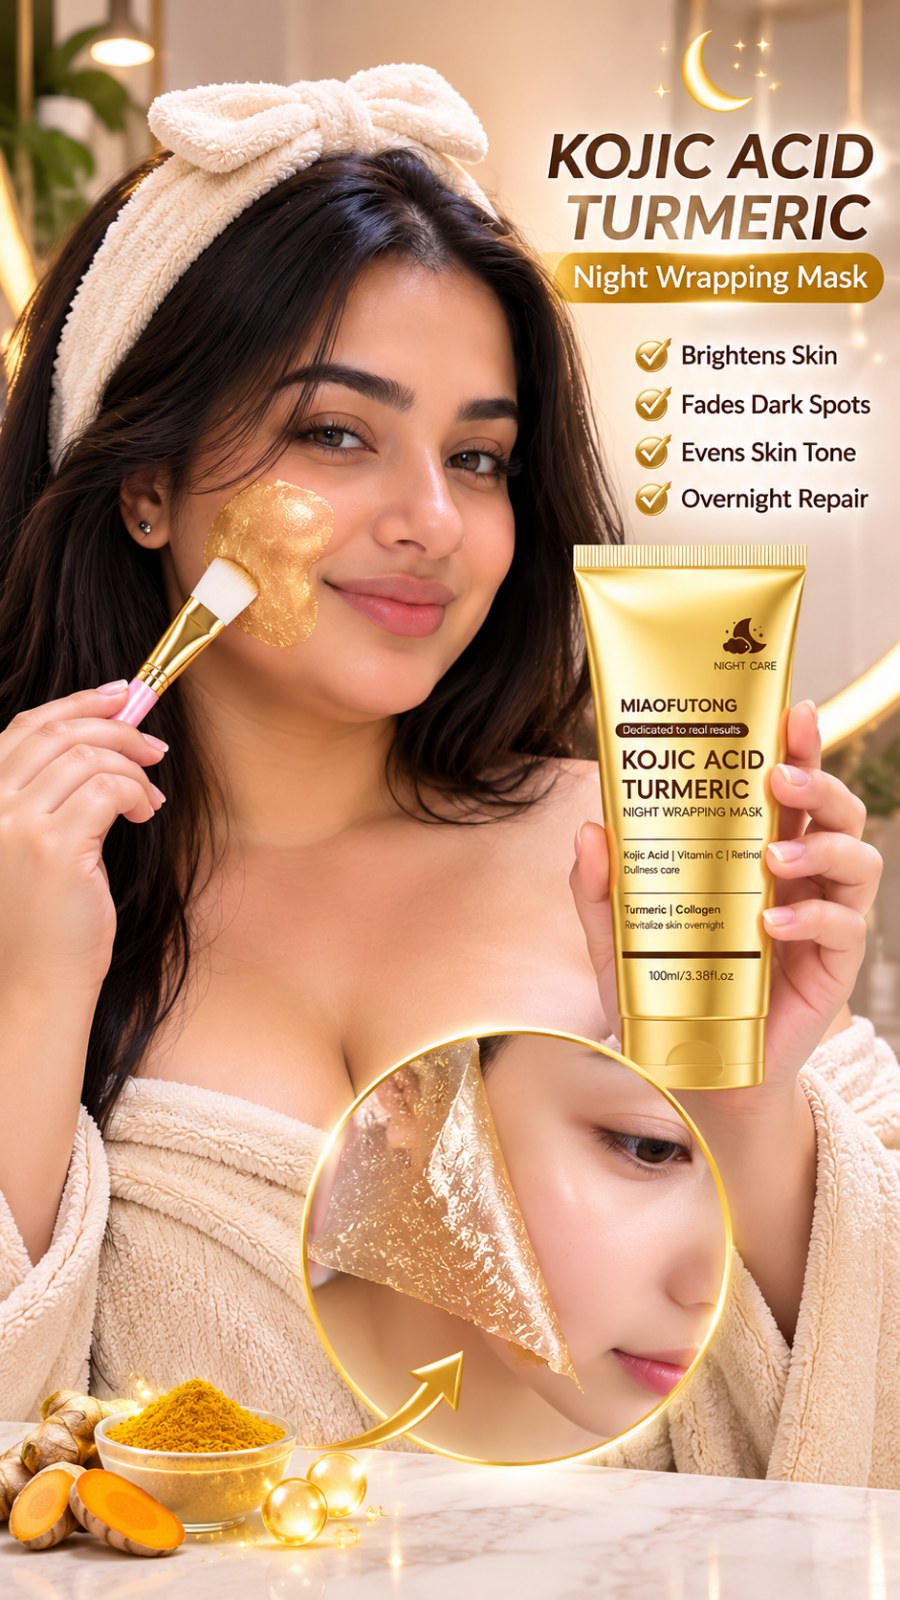 KOJIC ACID
TURMERIC
Night Wrapping Mask
Brightens Skin
Fades Dark Spots
Evens Skin Tone
Overnight Repair
NIGHT CARE
MIAOFUTONG
Dedicated to real results
KOJIC ACID
TURMERIC
NIGHT WRAPPING MASK
Kojic Acid | Vitamin C | Retinol
Dullness care
Turmeric | Collagen
Revitalize skin overnight
100ml/3.38fl.oz